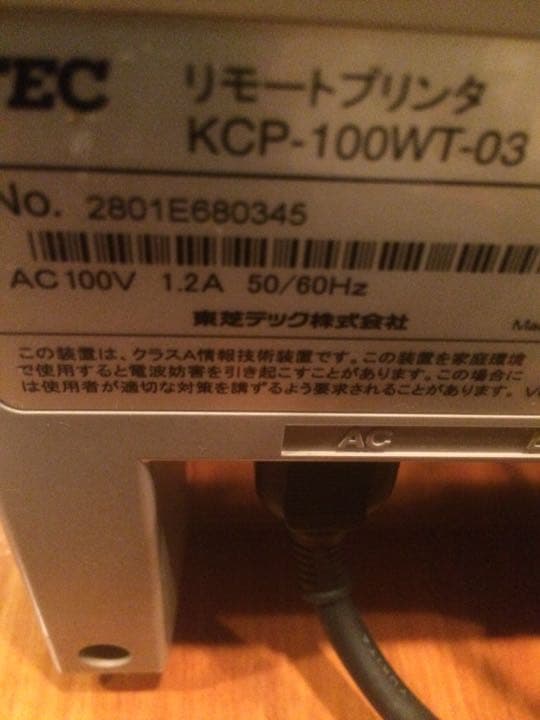 TEC リモートプリンタ
KCP-100WT-03
No. 2801E680345
AC 100V 1.2A 50/60Hz
東芝テック株式会社
この装置は、クラスA情報技術装置です。この装置を家庭環境
で使用すると電波妨害を引き起こすことがあります。この場合に
は使用者が適切な対策を講ずるよう要求されることがあります。
AC